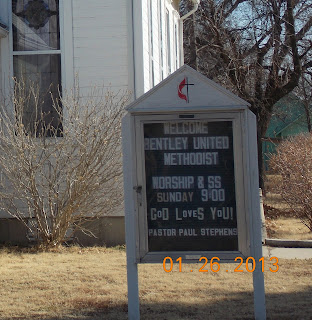 WELCOME
BENTLEY UNITED
METHODIST
WORSHIP & SS
SUNDAY 9:00
GOD LOVES YOU!
PASTOR PAUL STEPHENS
01 26 2013